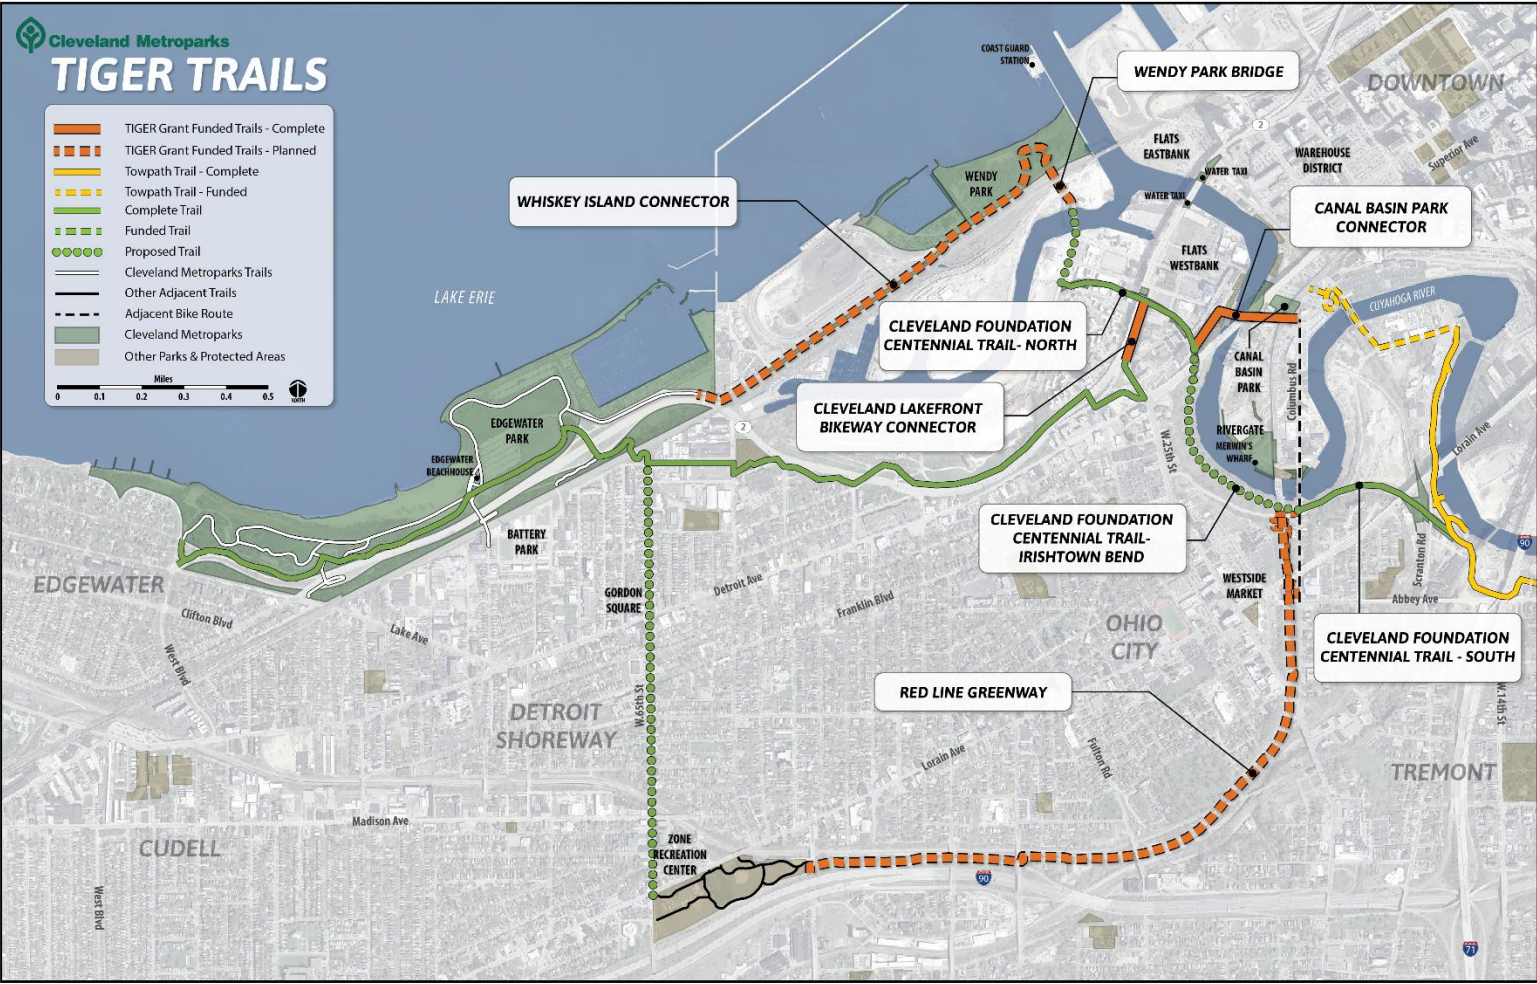 Cleveland Metroparks
TIGER TRAILS
TIGER Grant Funded Trails - Complete
TIGER Grant Funded Trails - Planned
Towpath Trail - Complete
Towpath Trail - Funded
Complete Trail
Funded Trail
Proposed Trail
Cleveland Metroparks Trails
Other Adjacent Trails
Adjacent Bike Route
Cleveland Metroparks
Other Parks & Protected Areas
Miles
0 0.1 0.2 0.3 0.4 0.5
NORTH
COAST GUARD
STATION
WENDY PARK BRIDGE
DOWNTOWN
2
FLATS
EASTBANK
WAREHOUSE
DISTRICT
Superior Ave
WENDY
PARK
WATER TAXI
WATER TAXI
WHISKEY ISLAND CONNECTOR
CANAL BASIN PARK
CONNECTOR
FLATS
WESTBANK
LAKE ERIE
CUYAHOGA RIVER
CLEVELAND FOUNDATION
CENTENNIAL TRAIL- NORTH
CANAL
BASIN
PARK
Columbus Rd
CLEVELAND LAKEFRONT
BIKEWAY CONNECTOR
EDGEWATER
PARK
2
W.25th St
RIVERGATE
MERWIN'S
WHARF
Lorain Ave
EDGEWATER
BEACHHOUSE
BATTERY
PARK
CLEVELAND FOUNDATION
CENTENNIAL TRAIL-
IRISHTOWN BEND
90
Scranton Rd
EDGEWATER
GORDON
SQUARE
Detroit Ave
Franklin Blvd
WESTSIDE
MARKET
Abbey Ave
Clifton Blvd
Lake Ave
West Blvd
OHIO
CITY
CLEVELAND FOUNDATION
CENTENNIAL TRAIL - SOUTH
RED LINE GREENWAY
W.65th St
W.14th St
DETROIT
SHOREWAY
Lorain Ave
Fulton Rd
TREMONT
Madison Ave
CUDELL
ZONE
RECREATION
CENTER
90
West Blvd
71